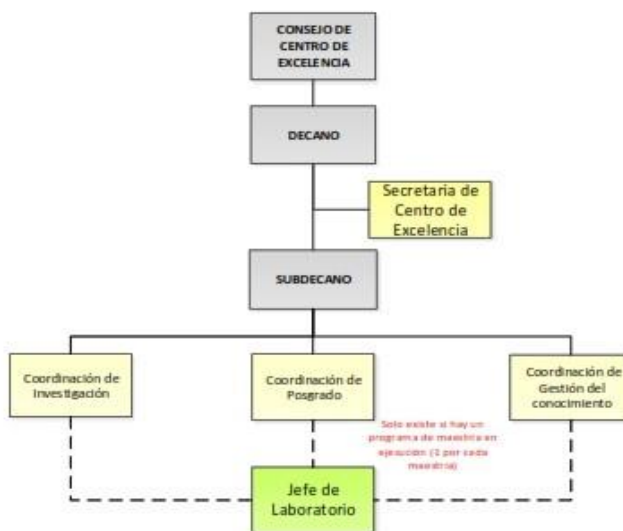 CONSEJO DE
CENTRO DE
EXCELENCIA
DECANO
Secretaria de
Centro de
Excelencia
SUBDECANO
Coordinación de
Investigación
Coordinación de
Posgrado
Coordinación de
Gestión del
conocimiento
Solo existe si hay un
programa de maestría en
ejecución (1 por cada
maestría)
Jefe de
Laboratorio